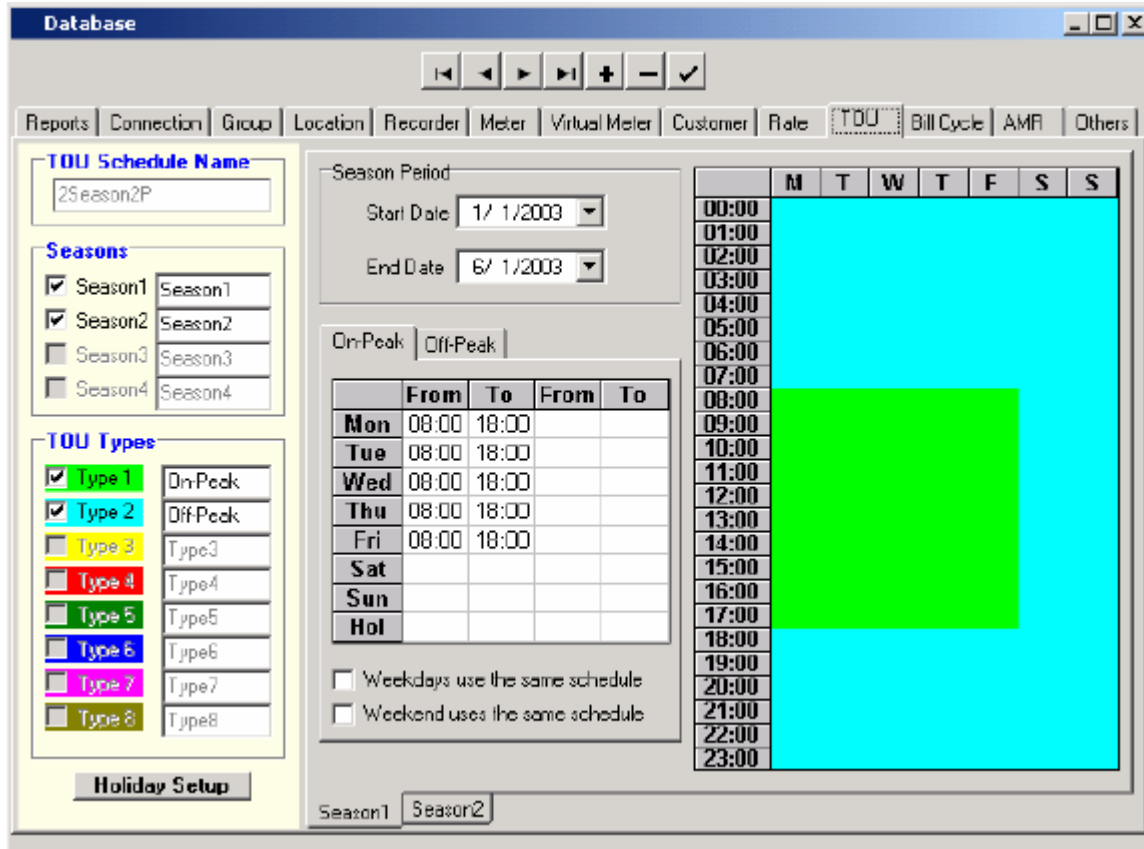 Database
Reports Connection Group Location Recorder Meter Virtual Meter Customer Rate TOU Bill Cycle AMR Others
TOU Schedule Name
2Season2P
Seasons
Season1 Season1
Season2 Season2
Season3 Season3
Season4 Season4
TOU Types
Type 1 On-Peak
Type 2 Off-Peak
Type 3 Type3
Type 4 Type4
Type 5 Type5
Type 6 Type6
Type 7 Type7
Type 8 Type8
Holiday Setup
Season Period
Start Date 1/ 1/2003
End Date 6/ 1/2003
On-Peak Off-Peak
From To From To
Mon 08:00 18:00
Tue 08:00 18:00
Wed 08:00 18:00
Thu 08:00 18:00
Fri 08:00 18:00
Sat
Sun
Hol
Weekdays use the same schedule
Weekend uses the same schedule
Season1 Season2
M T W T F S S
00:00
01:00
02:00
03:00
04:00
05:00
06:00
07:00
08:00
09:00
10:00
11:00
12:00
13:00
14:00
15:00
16:00
17:00
18:00
19:00
20:00
21:00
22:00
23:00